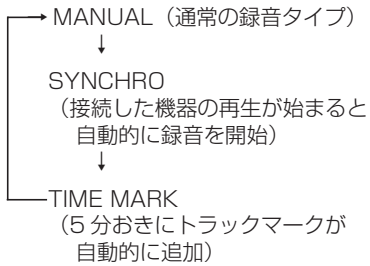 MANUAL（通常の録音タイプ）
SYNCHRO
（接続した機器の再生が始まると
自動的に録音を開始）
TIME MARK
（5 分おきにトラックマークが
自動的に追加）